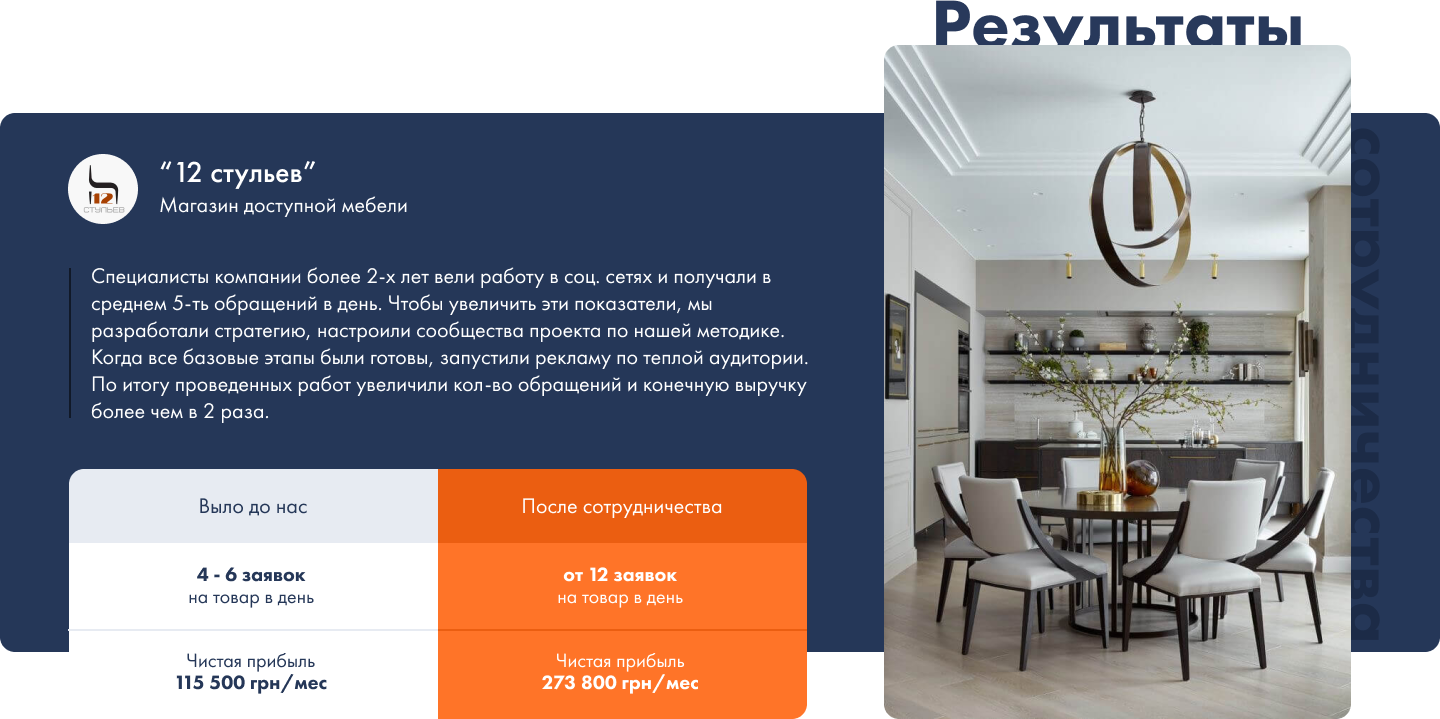 Результаты
сотрудничества
12
СТУЛЬЕВ
“12 стульев”
Магазин доступной мебели
Специалисты компании более 2-х лет вели работу в соц. сетях и получали в
среднем 5-ть обращений в день. Чтобы увеличить эти показатели, мы
разработали стратегию, настроили сообщества проекта по нашей методике.
Когда все базовые этапы были готовы, запустили рекламу по теплой аудитории.
По итогу проведенных работ увеличили кол-во обращений и конечную выручку
более чем в 2 раза.
Выло до нас
После сотрудничества
4 - 6 заявок
на товар в день
от 12 заявок
на товар в день
Чистая прибыль
115 500 грн/мес
Чистая прибыль
273 800 грн/мес